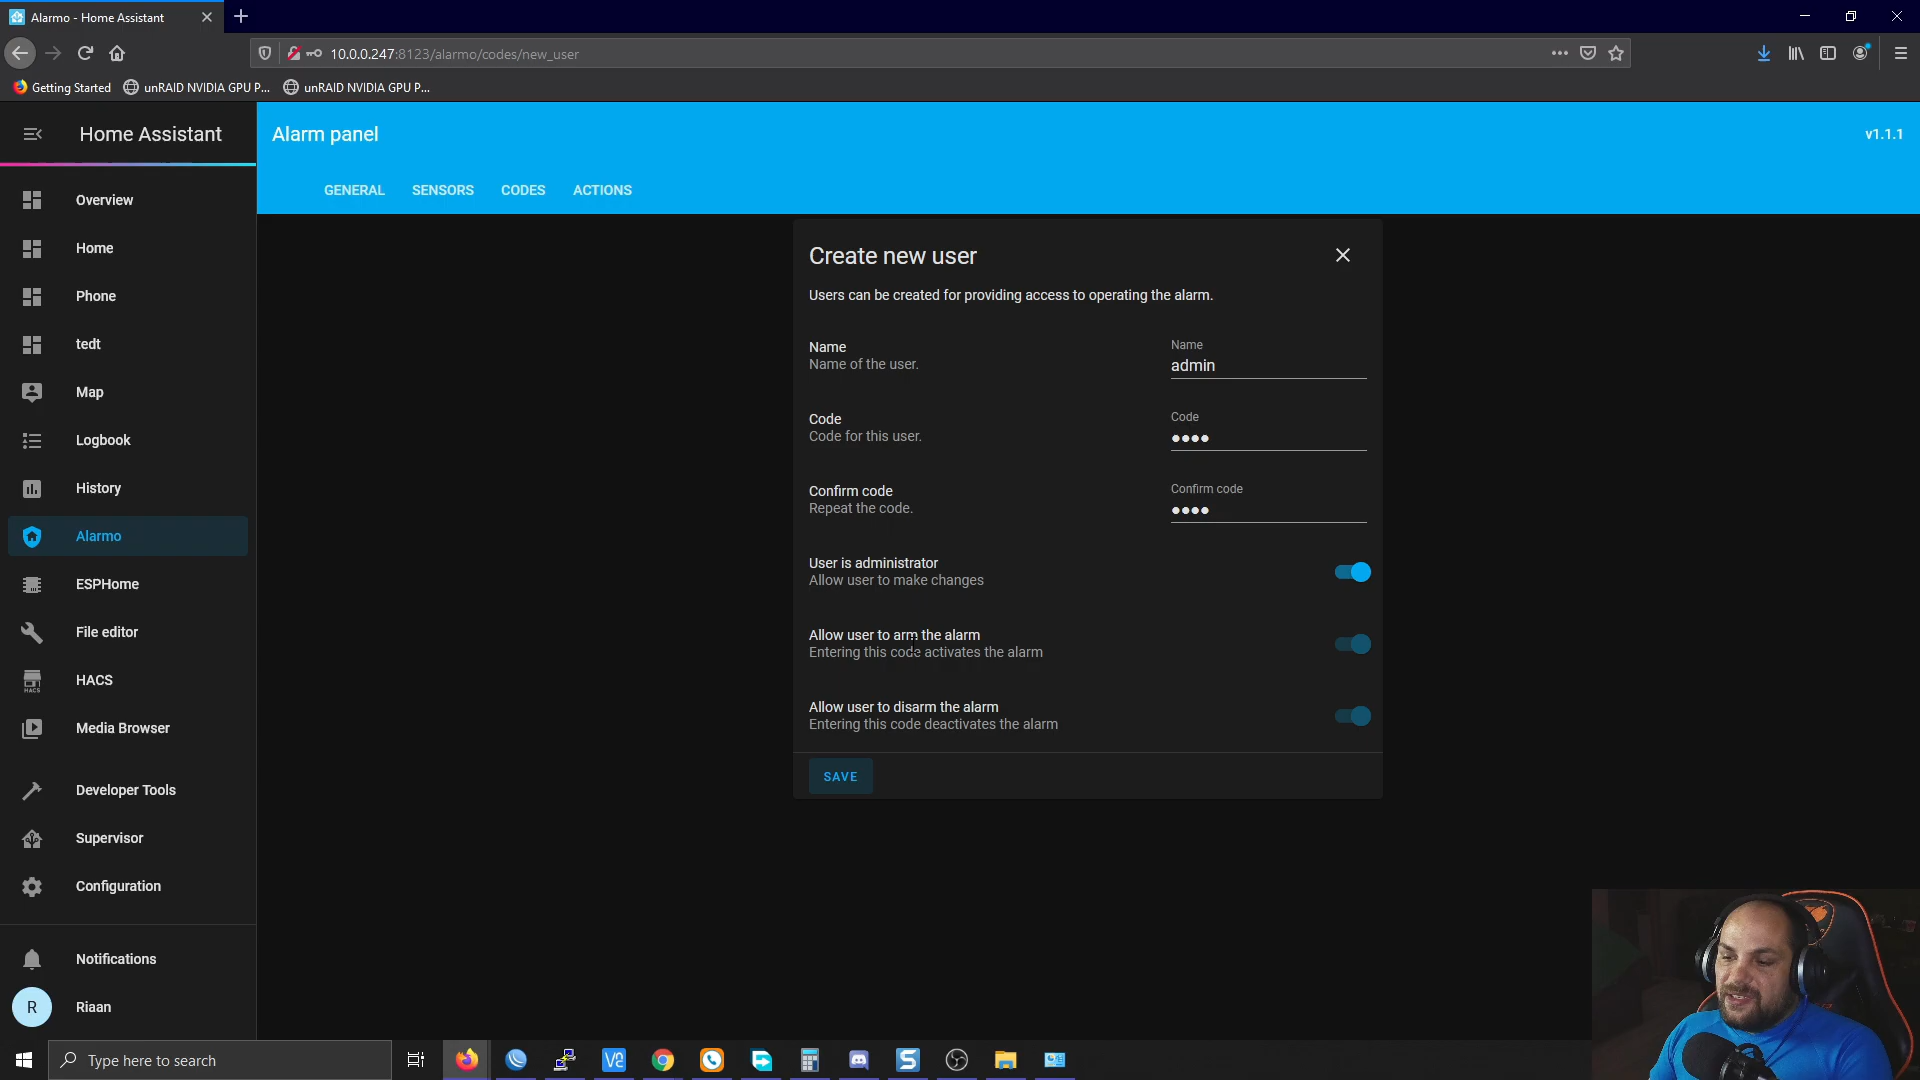 Alarmo - Home Assistant
10.0.0.247:8123/alarmo/codes/new_user
Getting Started
unRAID NVIDIA GPU P...
unRAID NVIDIA GPU P...
Home Assistant
Alarm panel
v1.1.1
GENERAL
SENSORS
CODES
ACTIONS
Overview
Home
Phone
tedt
Map
Logbook
History
Alarmo
ESPHome
File editor
HACS
Media Browser
Developer Tools
Supervisor
Configuration
Notifications
R
Riaan
Create new user
Users can be created for providing access to operating the alarm.
Name
Name of the user.
Name
admin
Code
Code for this user.
Code
••••
Confirm code
Repeat the code.
Confirm code
••••
User is administrator
Allow user to make changes
Allow user to arm the alarm
Entering this code activates the alarm
Allow user to disarm the alarm
Entering this code deactivates the alarm
SAVE
Type here to search